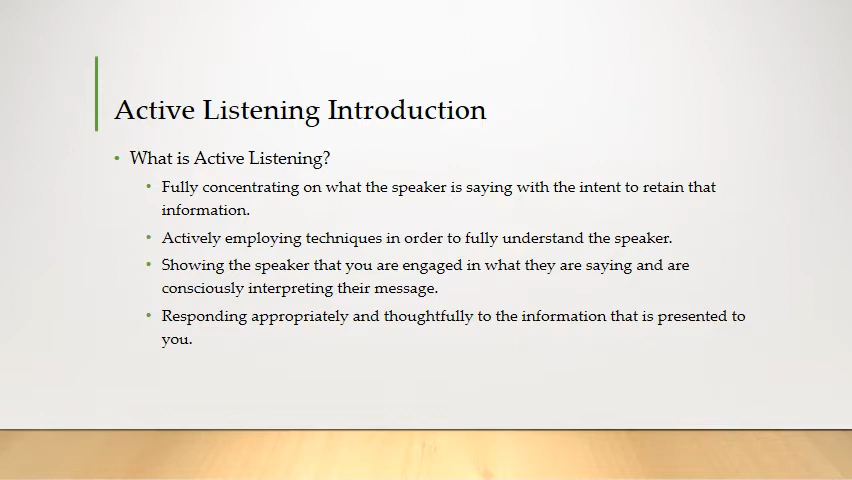 Active Listening Introduction
• What is Active Listening?
• Fully concentrating on what the speaker is saying with the intent to retain that
information.
• Actively employing techniques in order to fully understand the speaker.
• Showing the speaker that you are engaged in what they are saying and are
consciously interpreting their message.
• Responding appropriately and thoughtfully to the information that is presented to
you.